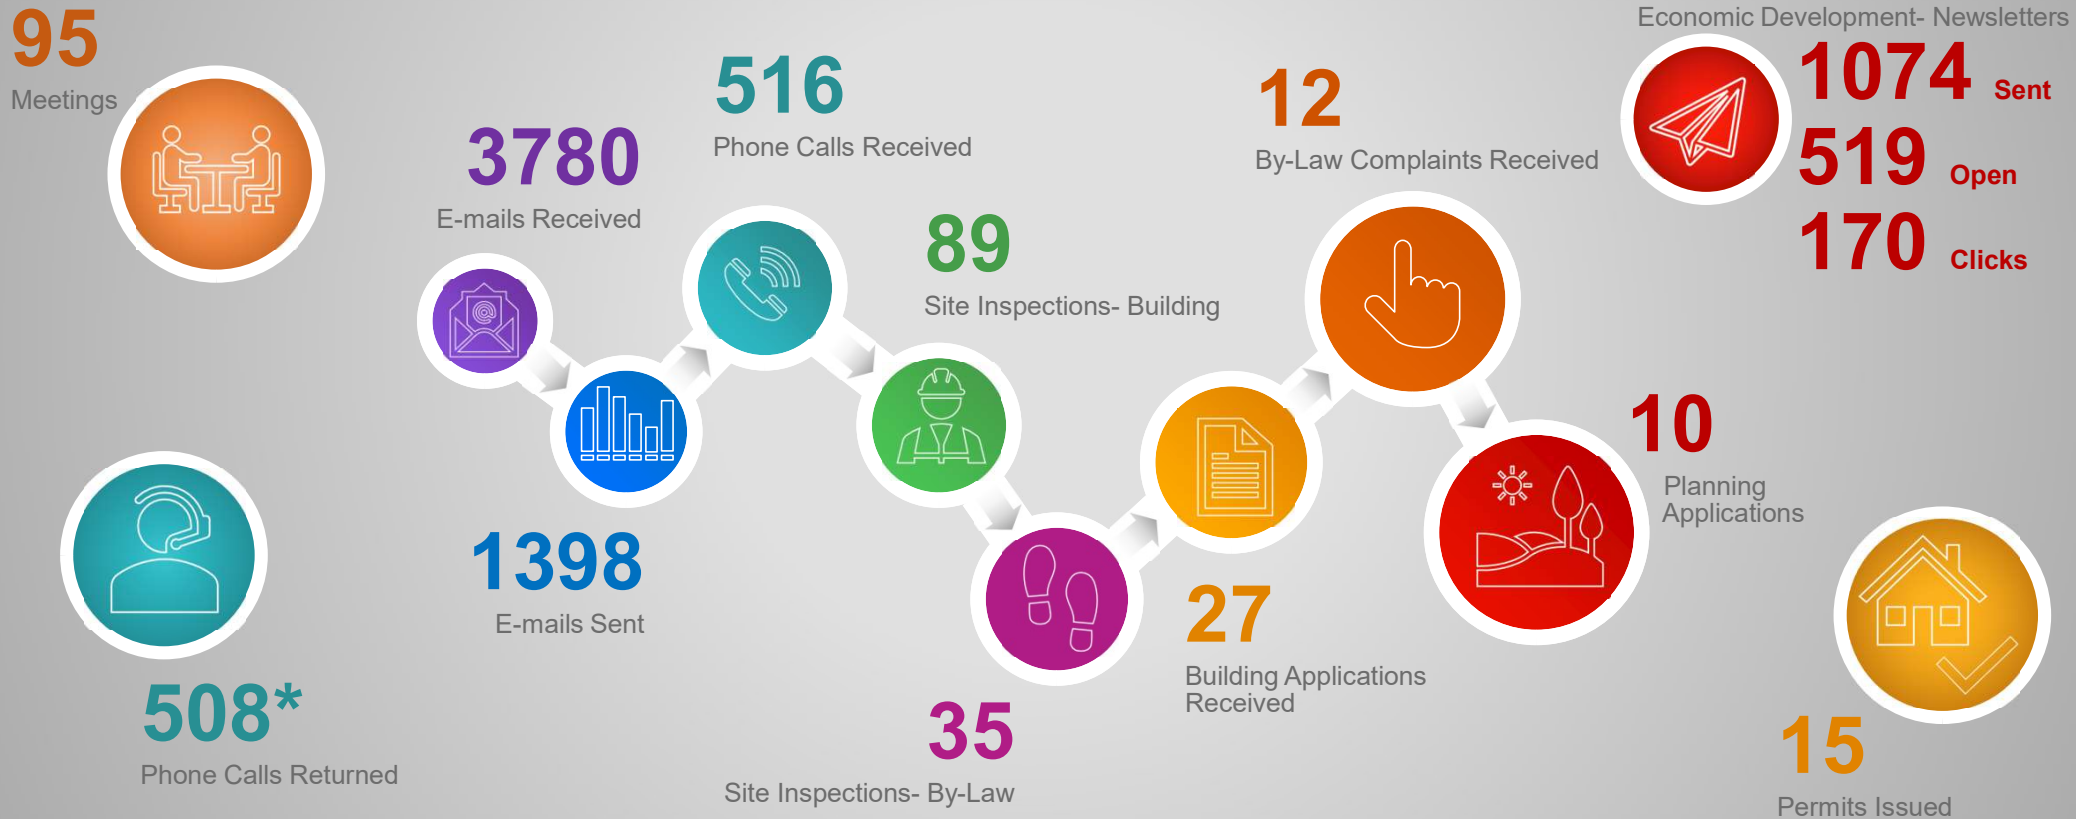 95
Meetings
3780
E-mails Received
516
Phone Calls Received
89
Site Inspections- Building
12
By-Law Complaints Received
Economic Development- Newsletters
1074 Sent
519 Open
170 Clicks
10
Planning
Applications
1398
E-mails Sent
27
Building Applications
Received
508*
Phone Calls Returned
35
Site Inspections- By-Law
15
Permits Issued